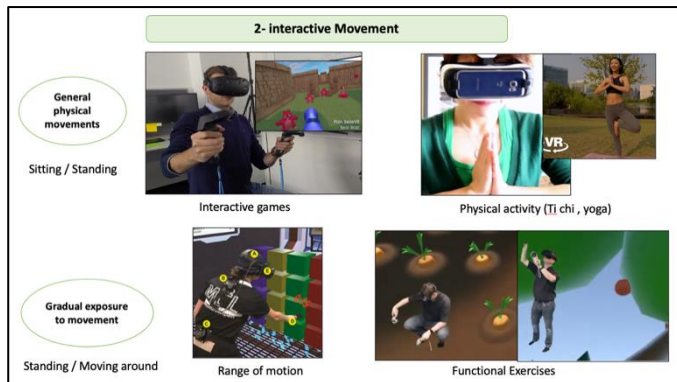 2- interactive Movement
General
physical
movements
Sitting / Standing
Interactive games
VR
Physical activity (Ti chi , yoga)
Gradual exposure
to movement
Standing / Moving around
A
B
E
C
D
Range of motion
Functional Exercises